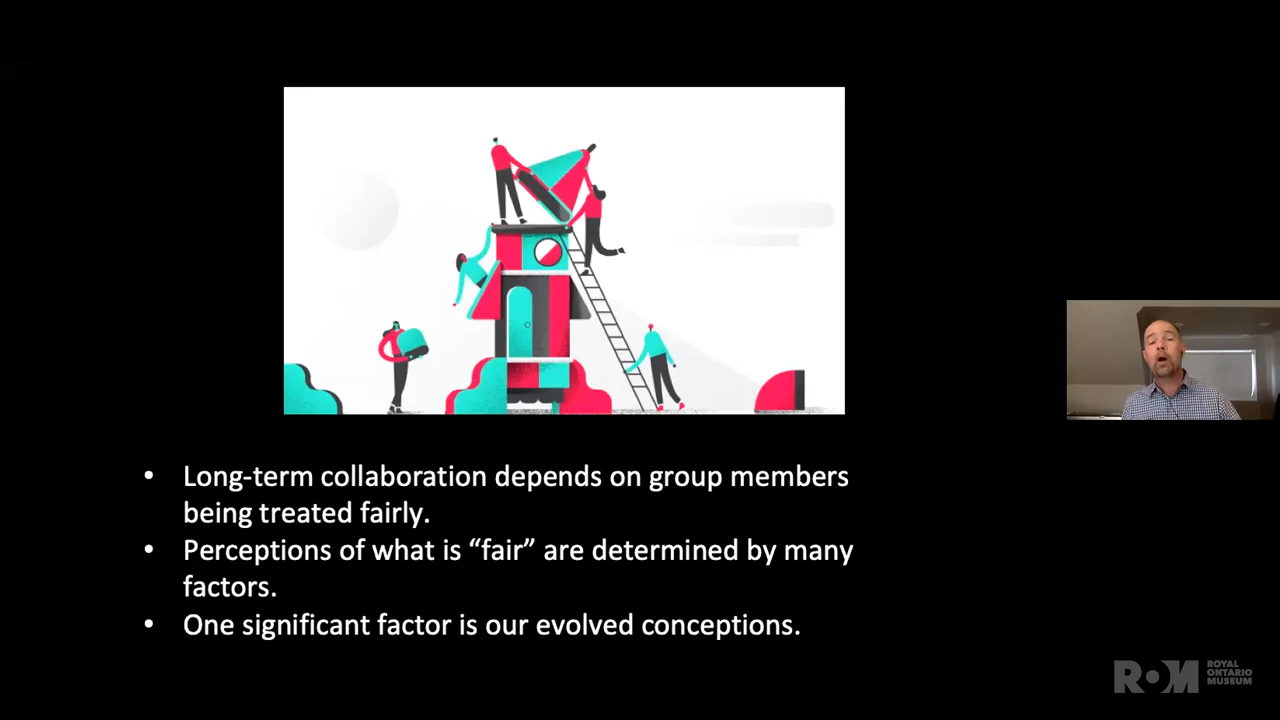 • Long-term collaboration depends on group members
being treated fairly.
• Perceptions of what is “fair” are determined by many
factors.
• One significant factor is our evolved conceptions.
ROM
ROYAL
ONTARIO
MUSEUM